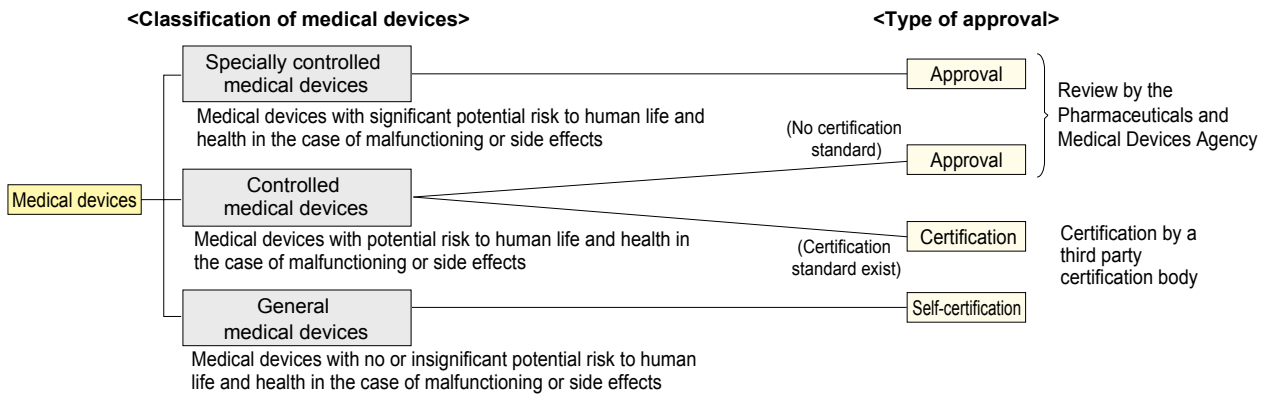 <Classification of medical devices>
<Type of approval>
Medical devices
Specially controlled
medical devices
Medical devices with significant potential risk to human life and
health in the case of malfunctioning or side effects
Approval
Review by the
Pharmaceuticals and
Medical Devices Agency
Controlled
medical devices
Medical devices with potential risk to human life and health in
the case of malfunctioning or side effects
(No certification
standard)
Approval
(Certification
standard exist)
Certification
Certification by a
third party
certification body
General
medical devices
Medical devices with no or insignificant potential risk to human
life and health in the case of malfunctioning or side effects
Self-certification